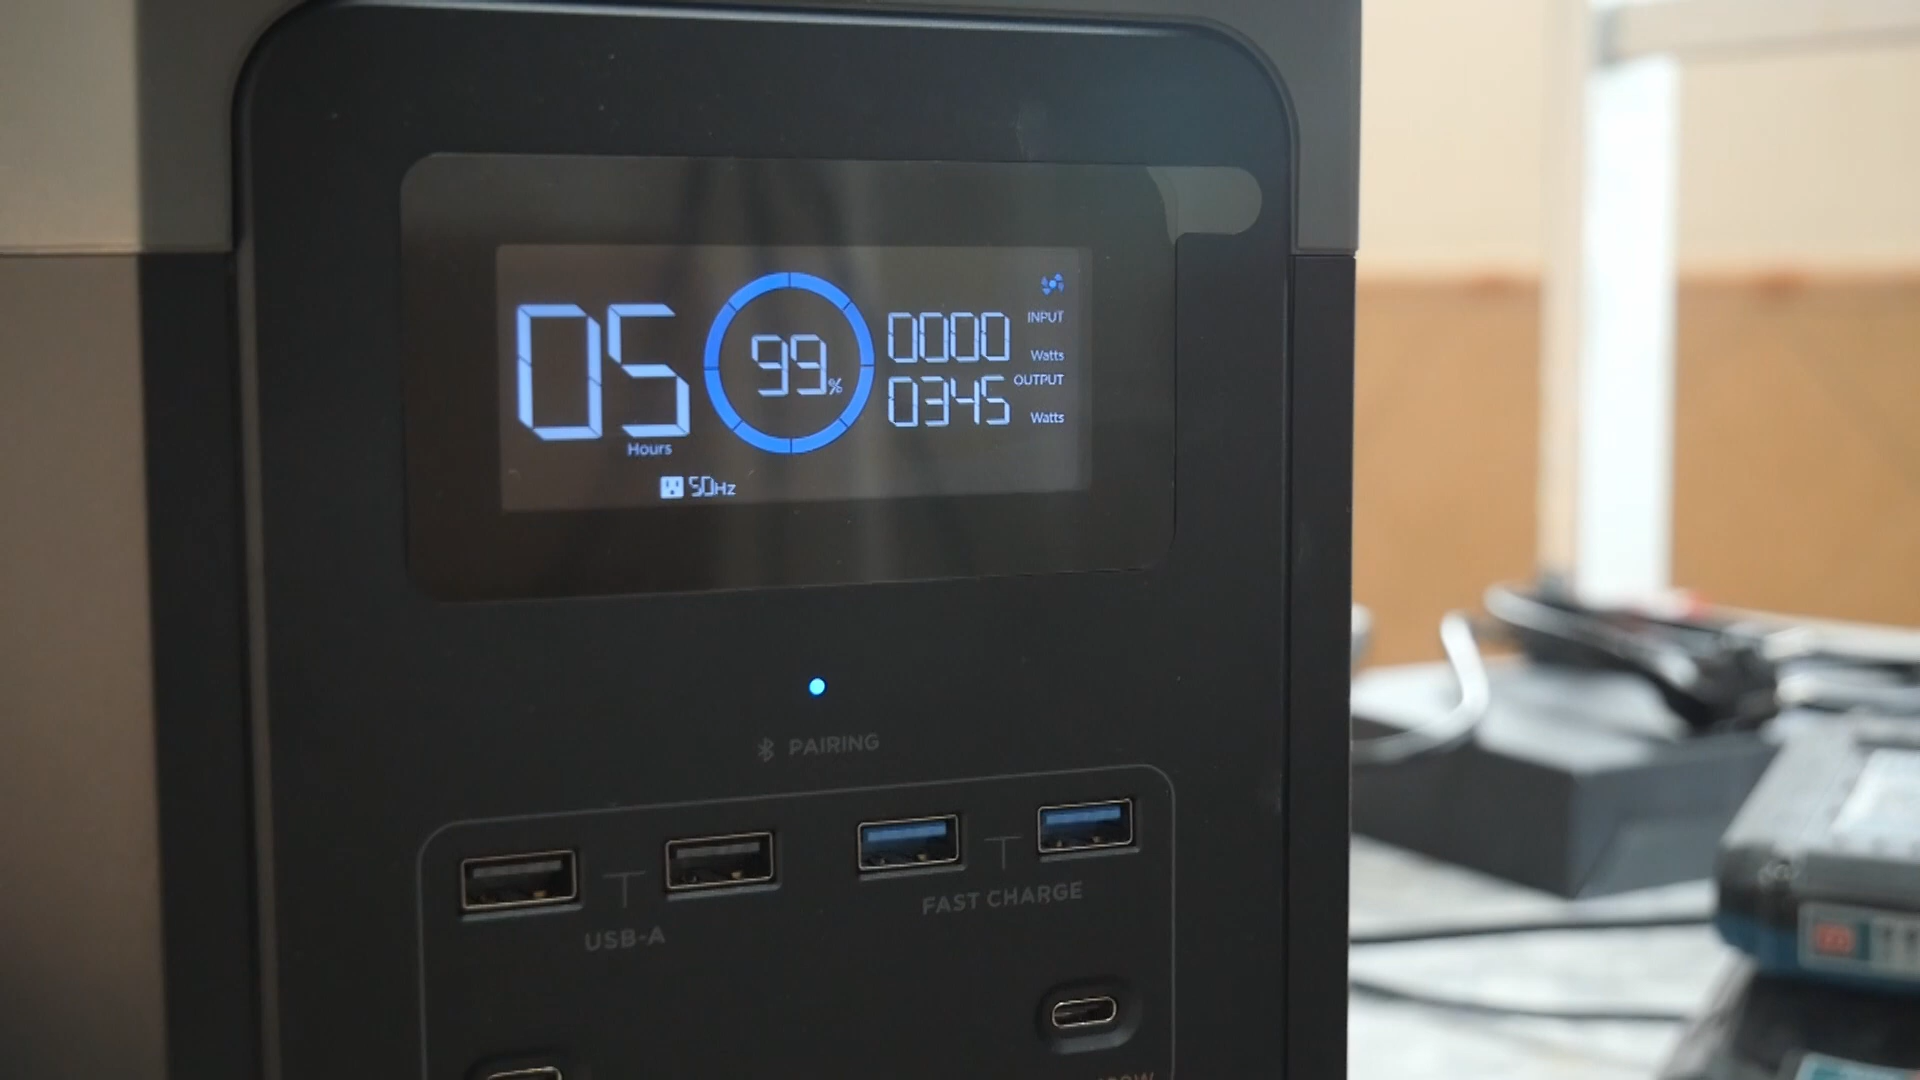 05
Hours
99%
0000
INPUT
Watts
0345
OUTPUT
Watts
50Hz
PAIRING
USB-A
FAST CHARGE